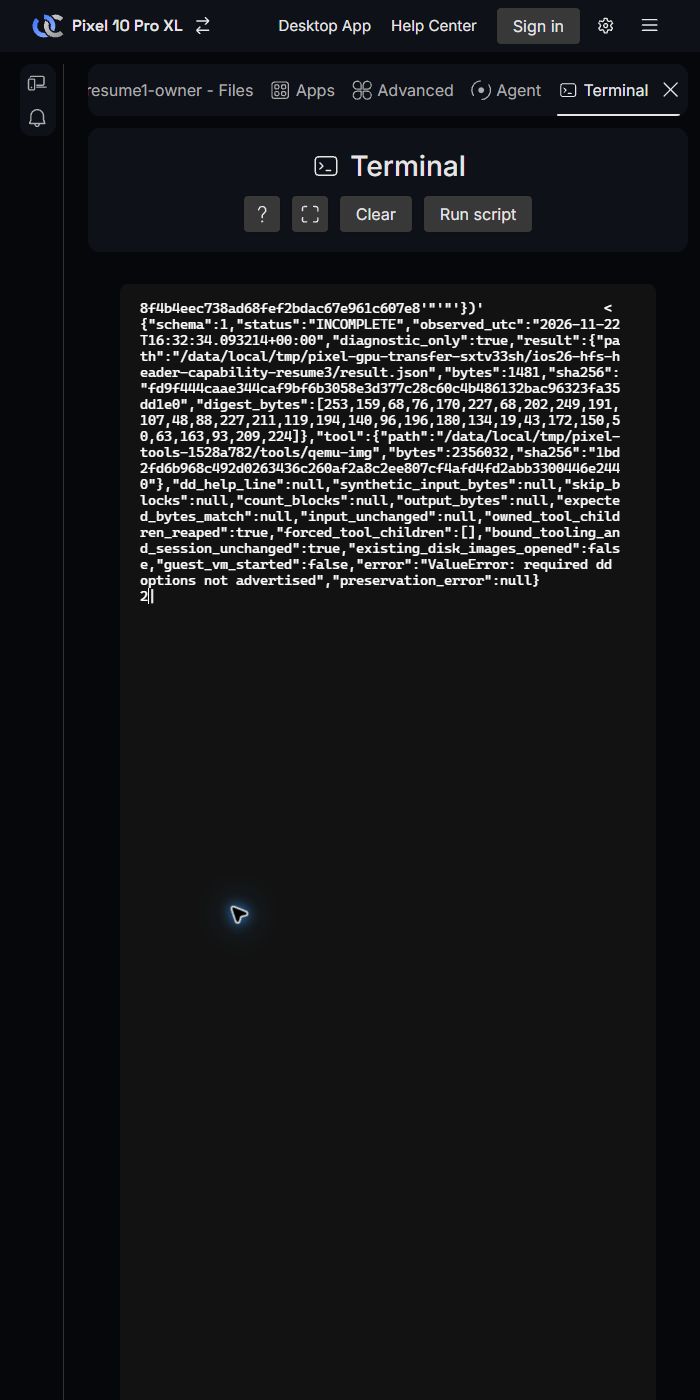 Pixel 10 Pro XL
Desktop App
Help Center
Sign in
resume1-owner - Files
Apps
Advanced
Agent
Terminal
Terminal
?
Clear
Run script
8f4b4eec738ad68fef2bdac67e961c607e8'"'"'})' <
{"schema":1,"status":"INCOMPLETE","observed_utc":"2026-11-22
T16:32:34.093214+00:00","diagnostic_only":true,"result":{"pa
th":"/data/local/tmp/pixel-gpu-transfer-sxtv33sh/ios26-hfs-h
eader-capability-resume3/result.json","bytes":1481,"sha256":
"fd9f444caae344caf9bf6b3058e3d377c28c60c4b486132bac96323fa35
dd1e0","digest_bytes":[253,159,68,76,170,227,68,202,249,191,
107,48,88,227,211,119,194,140,96,196,180,134,19,43,172,150,5
0,63,163,93,209,224]},"tool":{"path":"/data/local/tmp/pixel-
tools-1528a782/tools/qemu-img","bytes":2356032,"sha256":"1bd
2fd6b968c492d0263436c260af2a8c2ee807cf4afd4fd2abb3300446e244
0"},"dd_help_line":null,"synthetic_input_bytes":null,"skip_b
locks":null,"count_blocks":null,"output_bytes":null,"expecte
d_bytes_match":null,"input_unchanged":null,"owned_tool_child
ren_reaped":true,"forced_tool_children":[],"bound_tooling_an
d_session_unchanged":true,"existing_disk_images_opened":fals
e,"guest_vm_started":false,"error":"ValueError: required dd
options not advertised","preservation_error":null}
2